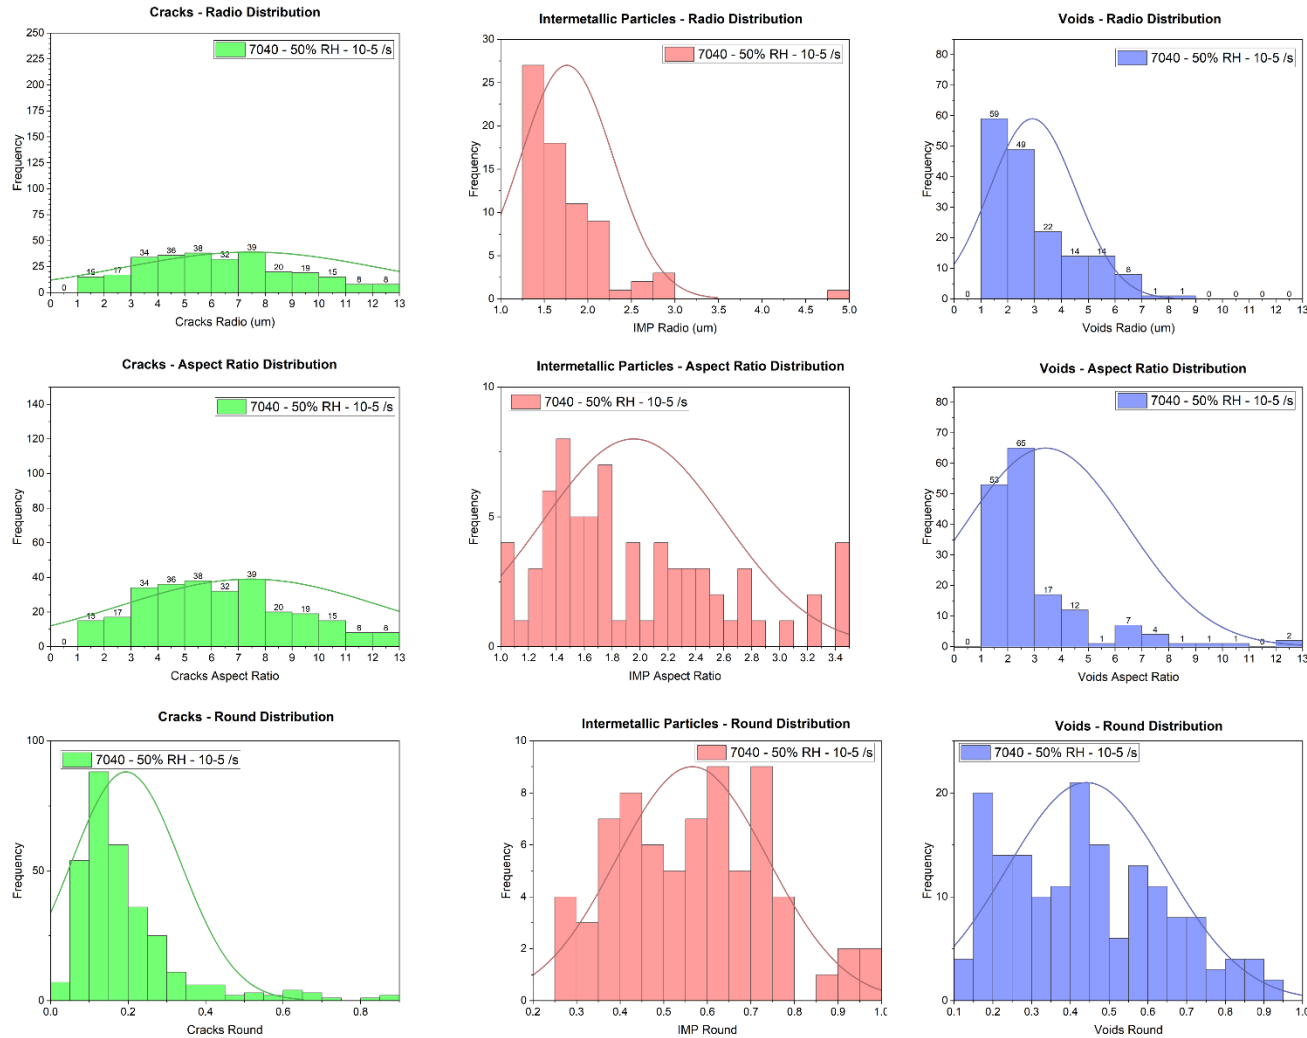 Cracks - Radio Distribution
7040 - 50% RH - 10-5 /s
Frequency
250
225
200
175
150
125
100
75
50
25
0
0 15 17 34 36 38 32 39 20 19 15 8 8
0 1 2 3 4 5 6 7 8 9 10 11 12 13
Cracks Radio (um)
Intermetallic Particles - Radio Distribution
7040 - 50% RH - 10-5 /s
Frequency
30
25
20
15
10
5
0
1.0 1.5 2.0 2.5 3.0 3.5 4.0 4.5 5.0
IMP Radio (um)
Voids - Radio Distribution
7040 - 50% RH - 10-5 /s
Frequency
80
70
60
50
40
30
20
10
0
0 59 49 22 14 14 8 1 1 0 0 0 0
0 1 2 3 4 5 6 7 8 9 10 11 12 13
Voids Radio (um)
Cracks - Aspect Ratio Distribution
7040 - 50% RH - 10-5 /s
Frequency
140
120
100
80
60
40
20
0
0 15 17 34 36 38 32 39 20 19 15 8 8
0 1 2 3 4 5 6 7 8 9 10 11 12 13
Cracks Aspect Ratio
Intermetallic Particles - Aspect Ratio Distribution
7040 - 50% RH - 10-5 /s
Frequency
10
5
0
1.0 1.2 1.4 1.6 1.8 2.0 2.2 2.4 2.6 2.8 3.0 3.2 3.4
IMP Aspect Ratio
Voids - Aspect Ratio Distribution
7040 - 50% RH - 10-5 /s
Frequency
80
70
60
50
40
30
20
10
0
0 53 65 17 12 1 7 4 1 1 1 0 2
0 1 2 3 4 5 6 7 8 9 10 11 12 13
Voids Aspect Ratio
Cracks - Round Distribution
7040 - 50% RH - 10-5 /s
Frequency
100
50
0
0.0 0.2 0.4 0.6 0.8
Cracks Round
Intermetallic Particles - Round Distribution
7040 - 50% RH - 10-5 /s
Frequency
10
8
6
4
2
0
0.2 0.3 0.4 0.5 0.6 0.7 0.8 0.9 1.0
IMP Round
Voids - Round Distribution
7040 - 50% RH - 10-5 /s
Frequency
20
10
0
0.1 0.2 0.3 0.4 0.5 0.6 0.7 0.8 0.9 1.0
Voids Round